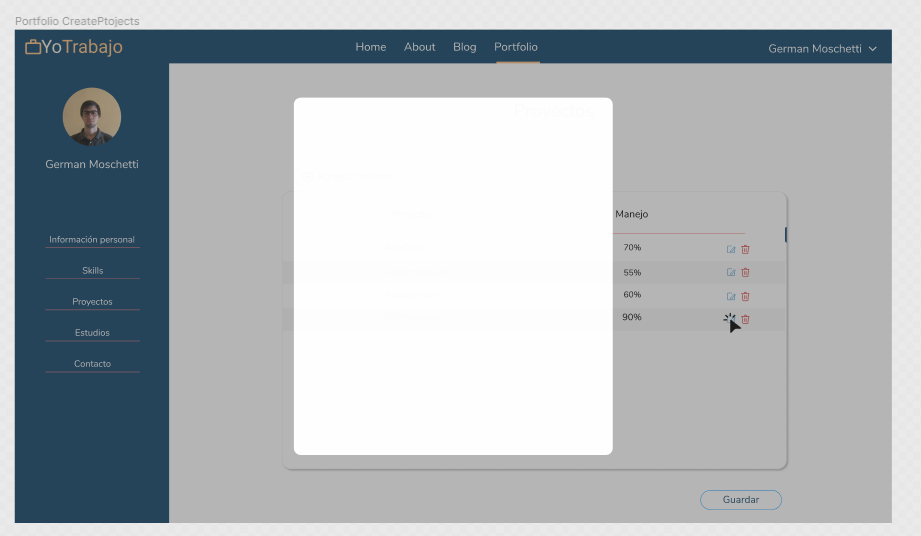 Portfolio CreatePtojects
YoTrabajo
Home About Blog Portfolio
German Moschetti
German Moschetti
Información personal
Skills
Proyectos
Estudios
Contacto
Manejo
70%
55%
60%
90%
Guardar